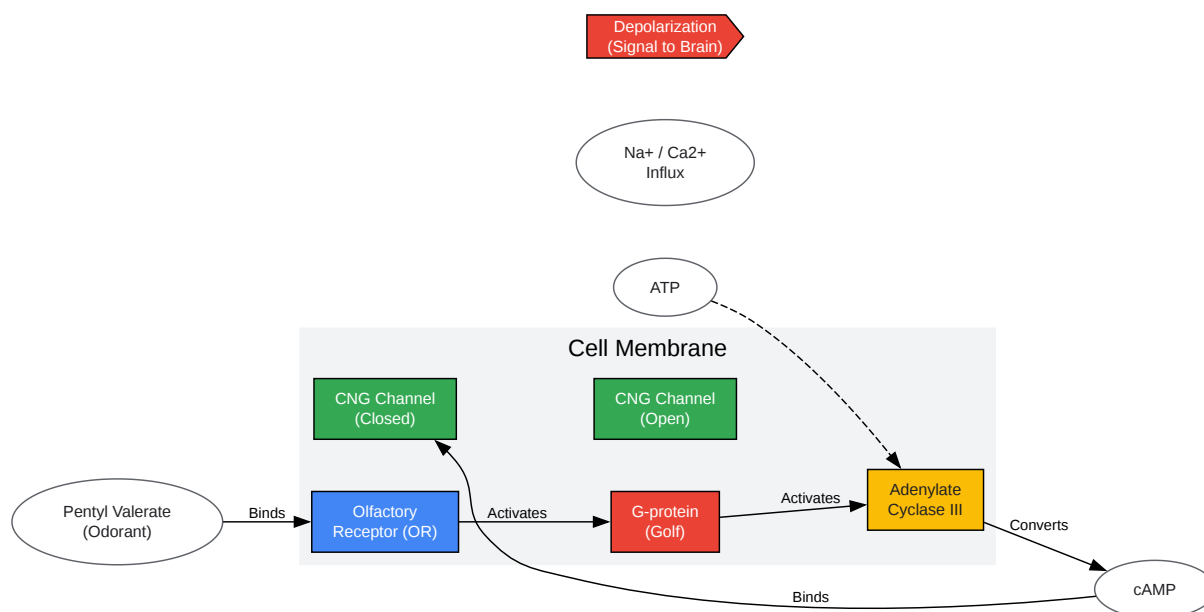 Depolarization
(Signal to Brain)
Na+ / Ca2+
Influx
ATP
Cell Membrane
CNG Channel
(Closed)
CNG Channel
(Open)
Pentyl Valerate
(Odorant)
Binds
Olfactory
Receptor (OR)
Activates
G-protein
(Golf)
Activates
Adenylate
Cyclase III
Converts
cAMP
Binds